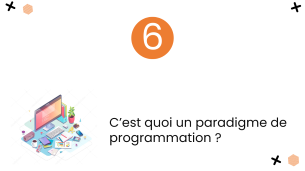 6
C’est quoi un paradigme de
programmation ?